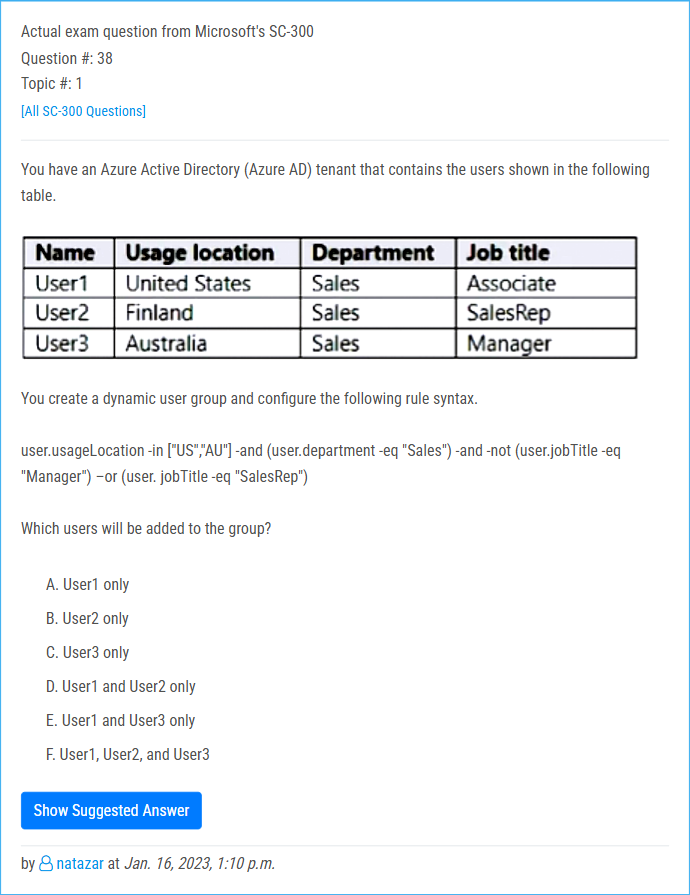 Actual exam question from Microsoft's SC-300
Question #: 38
Topic #: 1
[All SC-300 Questions]
You have an Azure Active Directory (Azure AD) tenant that contains the users shown in the following
table.
Name Usage location Department Job title
User1 United States Sales Associate
User2 Finland Sales SalesRep
User3 Australia Sales Manager
You create a dynamic user group and configure the following rule syntax.
user.usageLocation -in ["US","AU"] -and (user.department -eq "Sales") -and -not (user.jobTitle -eq
"Manager") –or (user. jobTitle -eq "SalesRep")
Which users will be added to the group?
A. User1 only
B. User2 only
C. User3 only
D. User1 and User2 only
E. User1 and User3 only
F. User1, User2, and User3
Show Suggested Answer
by natazar at Jan. 16, 2023, 1:10 p.m.